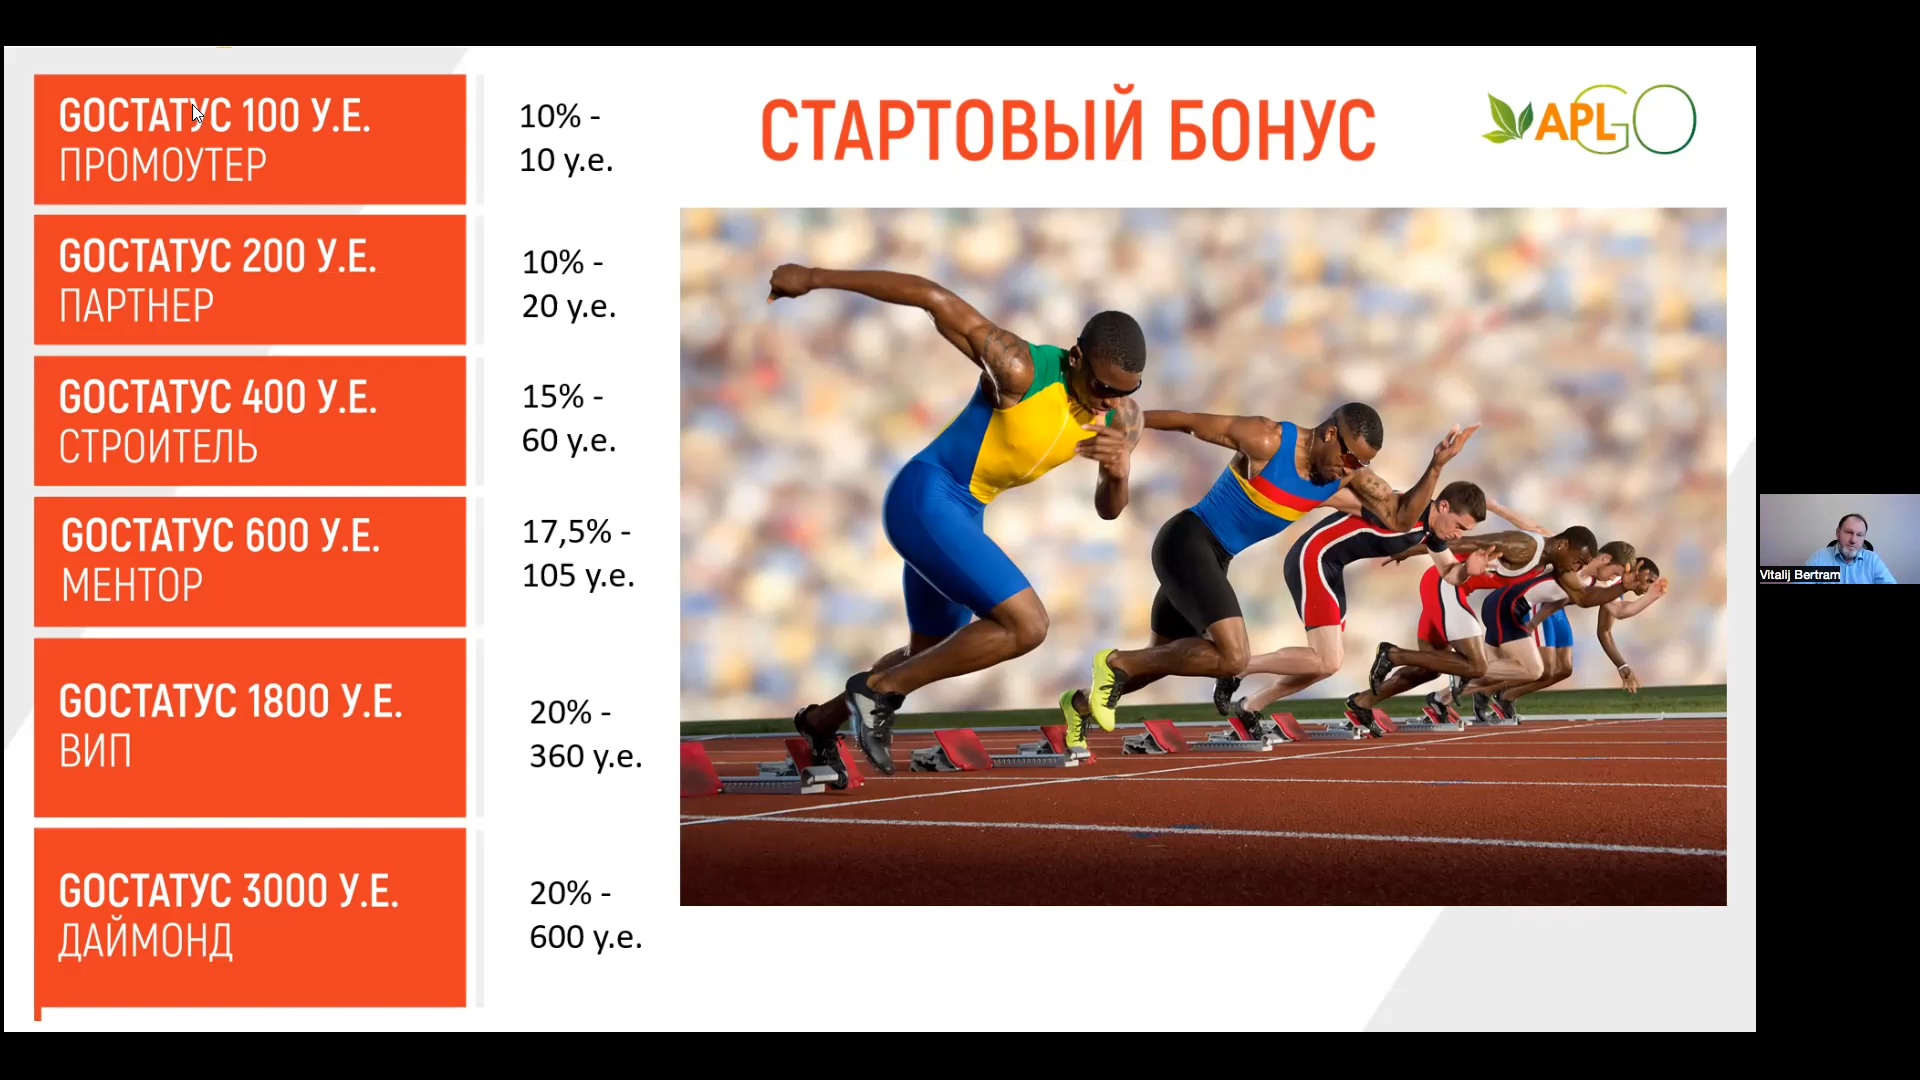 GOСТАТУС 100 У.Е.
ПРОМОУТЕР
10% -
10 у.е.
GOСТАТУС 200 У.Е.
ПАРТНЕР
10% -
20 у.е.
GOСТАТУС 400 У.Е.
СТРОИТЕЛЬ
15% -
60 у.е.
GOСТАТУС 600 У.Е.
МЕНТОР
17,5% -
105 у.е.
GOСТАТУС 1800 У.Е.
ВИП
20% -
360 у.е.
GOСТАТУС 3000 У.Е.
ДАЙМОНД
20% -
600 у.е.
СТАРТОВЫЙ БОНУС
APLGO
Vitalij Bertram